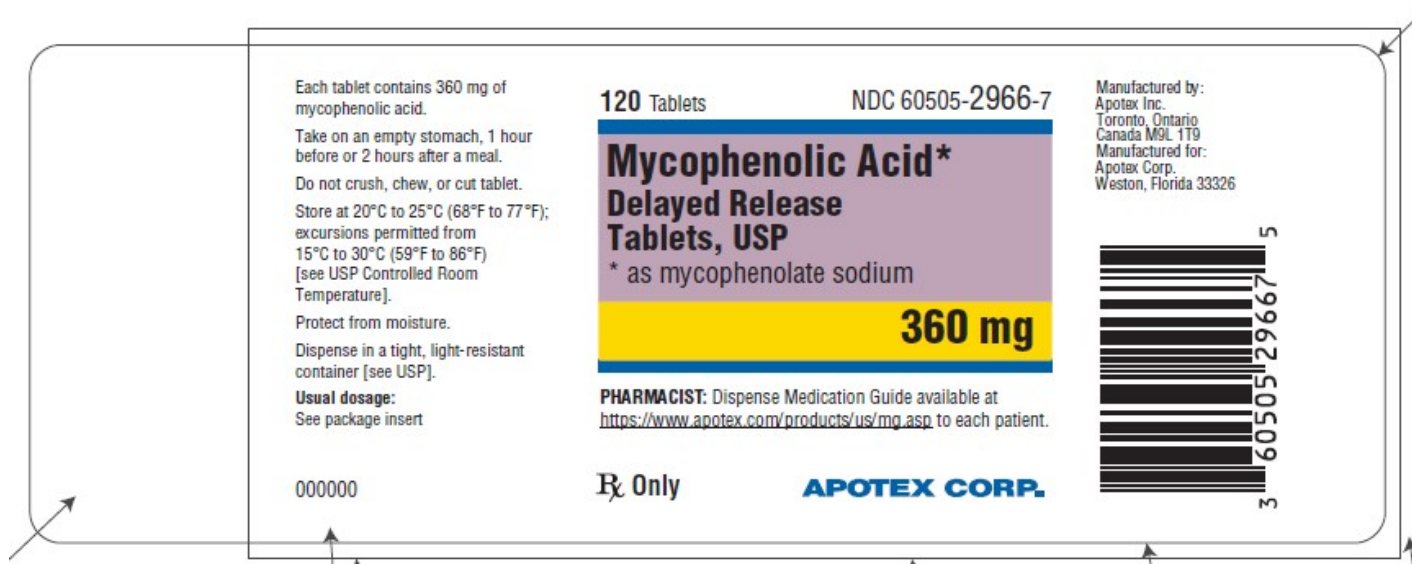 Each tablet contains 360 mg of
mycophenolic acid.
Take on an empty stomach, 1 hour
before or 2 hours after a meal.
Do not crush, chew, or cut tablet.
Store at 20°C to 25°C (68°F to 77°F);
excursions permitted from
15°C to 30°C (59°F to 86°F)
[see USP Controlled Room
Temperature].
Protect from moisture.
Dispense in a tight, light-resistant
container [see USP].
Usual dosage:
See package insert
000000
120 Tablets NDC 60505-2966-7
Mycophenolic Acid*
Delayed Release
Tablets, USP
* as mycophenolate sodium
360 mg
PHARMACIST: Dispense Medication Guide available at
https://www.apotex.com/products/us/mg.asp to each patient.
Rx Only
APOTEX CORP.
Manufactured by:
Apotex Inc.
Toronto, Ontario
Canada M9L 1T9
Manufactured for:
Apotex Corp.
Weston, Florida 33326
3 60505 29667 5